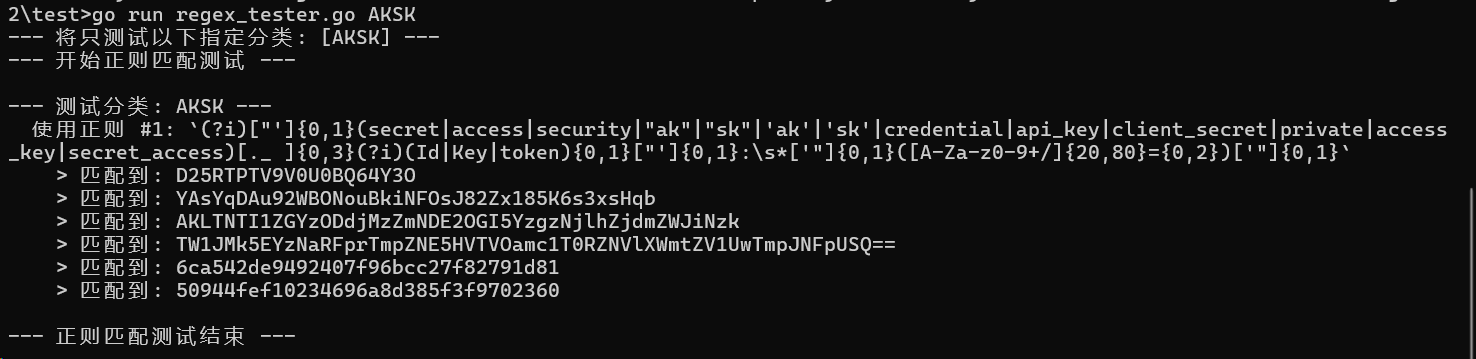 2\test>go run regex_tester.go AKSK
--- 将只测试以下指定分类: [AKSK] ---
--- 开始正则匹配测试 ---
--- 测试分类: AKSK ---
使用正则 #1: `(?i)["']{0,1}(secret|access|security|"ak"|"sk"|'ak'|'sk'|credential|api_key|client_secret|private|access
_key|secret_access)[._ ]{0,3}(?i)(Id|Key|token){0,1}["']{0,1}:\s*['"]{0,1}([A-Za-z0-9+/]{20,80}={0,2})['"]{0,1}`
> 匹配到: D25RTPTV9V0U0BQ64Y3O
> 匹配到: YAsYqDAu92WBONouBkiNFOsJ82Zx185K6s3xsHqb
> 匹配到: AKLTNTI1ZGYzODdjMzZmNDE2OGI5YzgzNjlhZjdmZWJiNzk
> 匹配到: TW1JMk5EYzNaRFprTmpZNE5HVTVOamc1T0RZNVlXWmtZV1UwTmpJNFpUSQ==
> 匹配到: 6ca542de9492407f96bcc27f82791d81
> 匹配到: 50944fef10234696a8d385f3f9702360
--- 正则匹配测试结束 ---